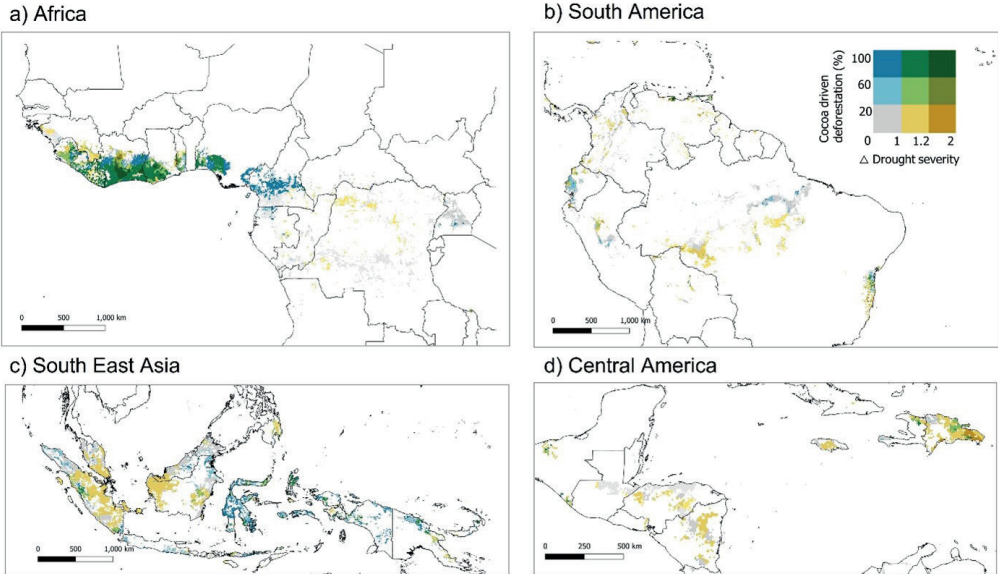 a) Africa
0 500 1,000 km
b) South America
Cocoa driven
deforestation (%)
100
60
20
0 1 1.2 2
△ Drought severity
0 500 1,000 km
c) South East Asia
0 500 1,000 km
d) Central America
0 250 500 km